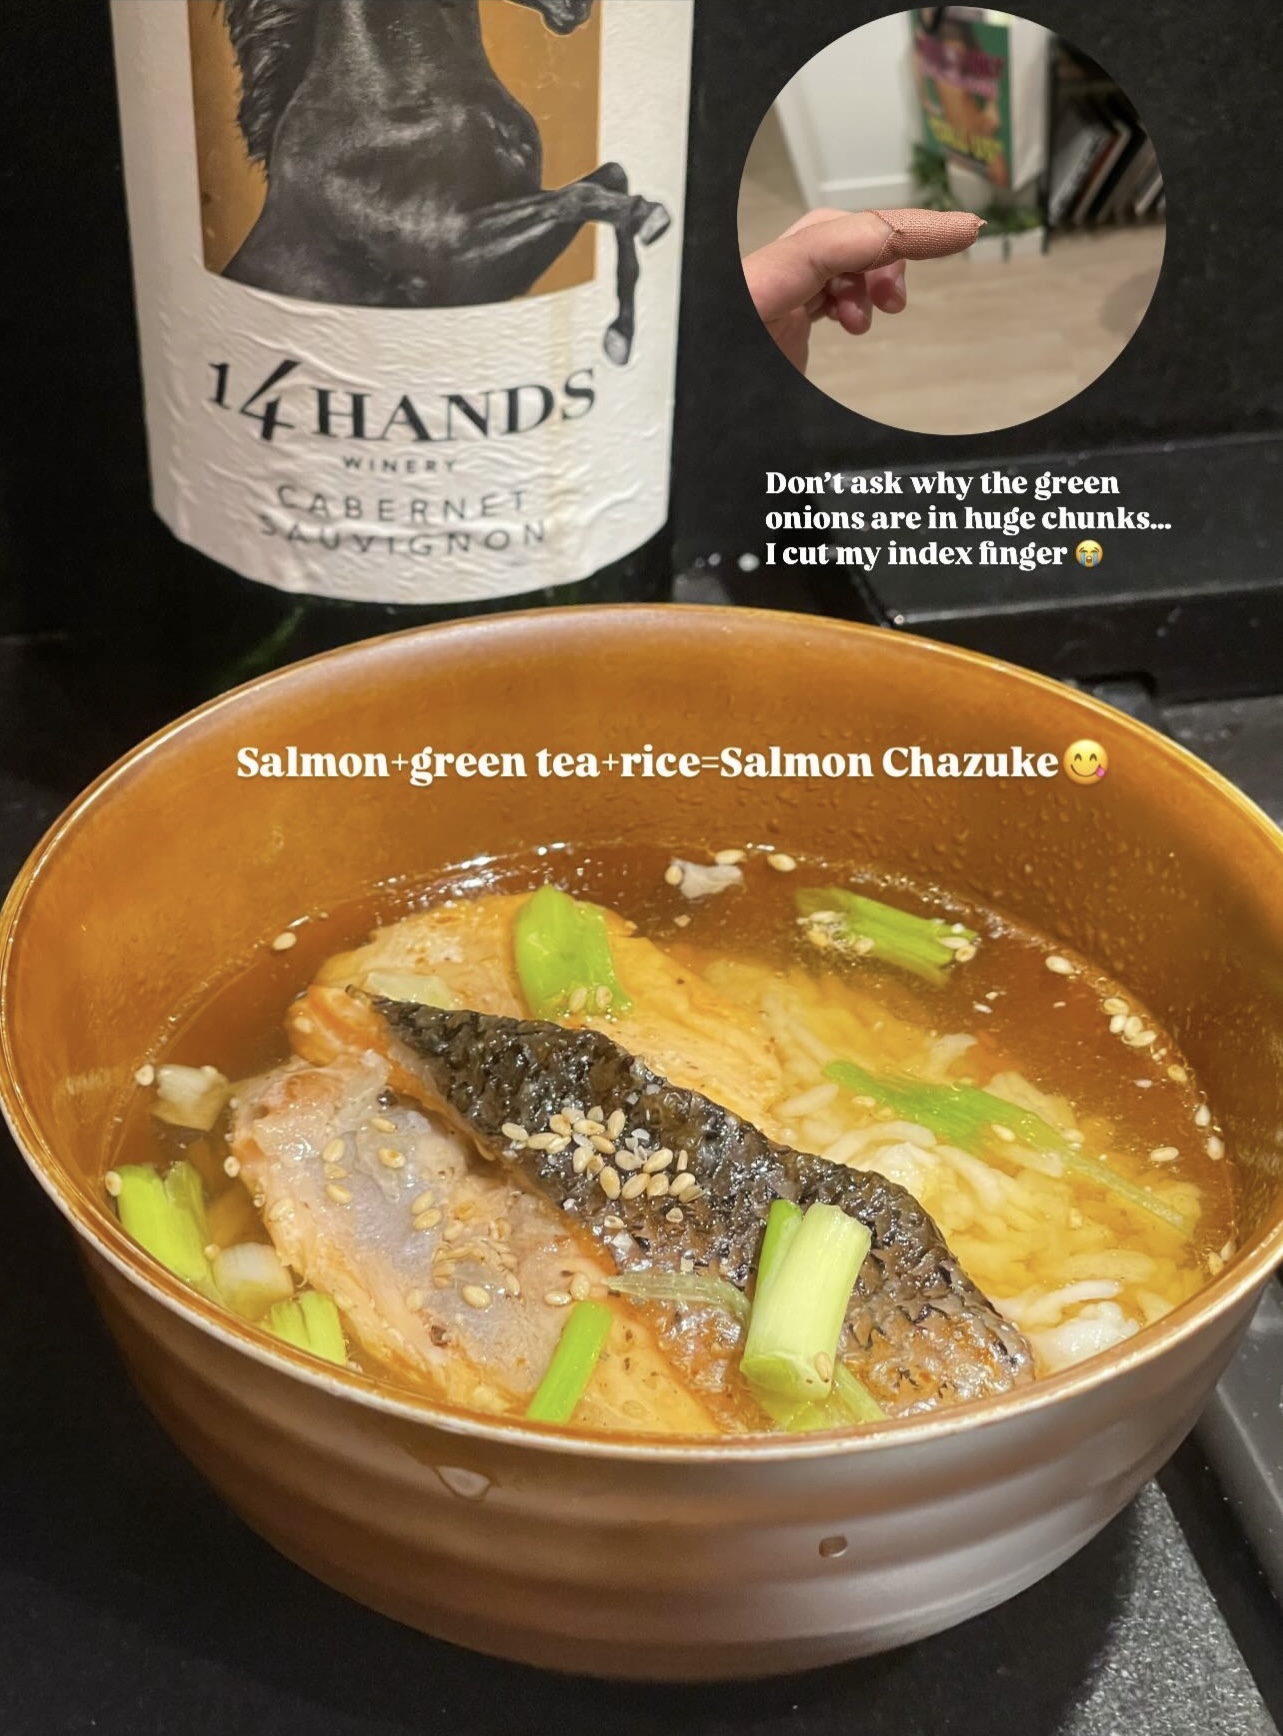 14 HANDS
WINERY
CABERNET
SAUVIGNON
Don't ask why the green
onions are in huge chunks...
I cut my index finger 😭
Salmon+green tea+rice=Salmon Chazuke😋